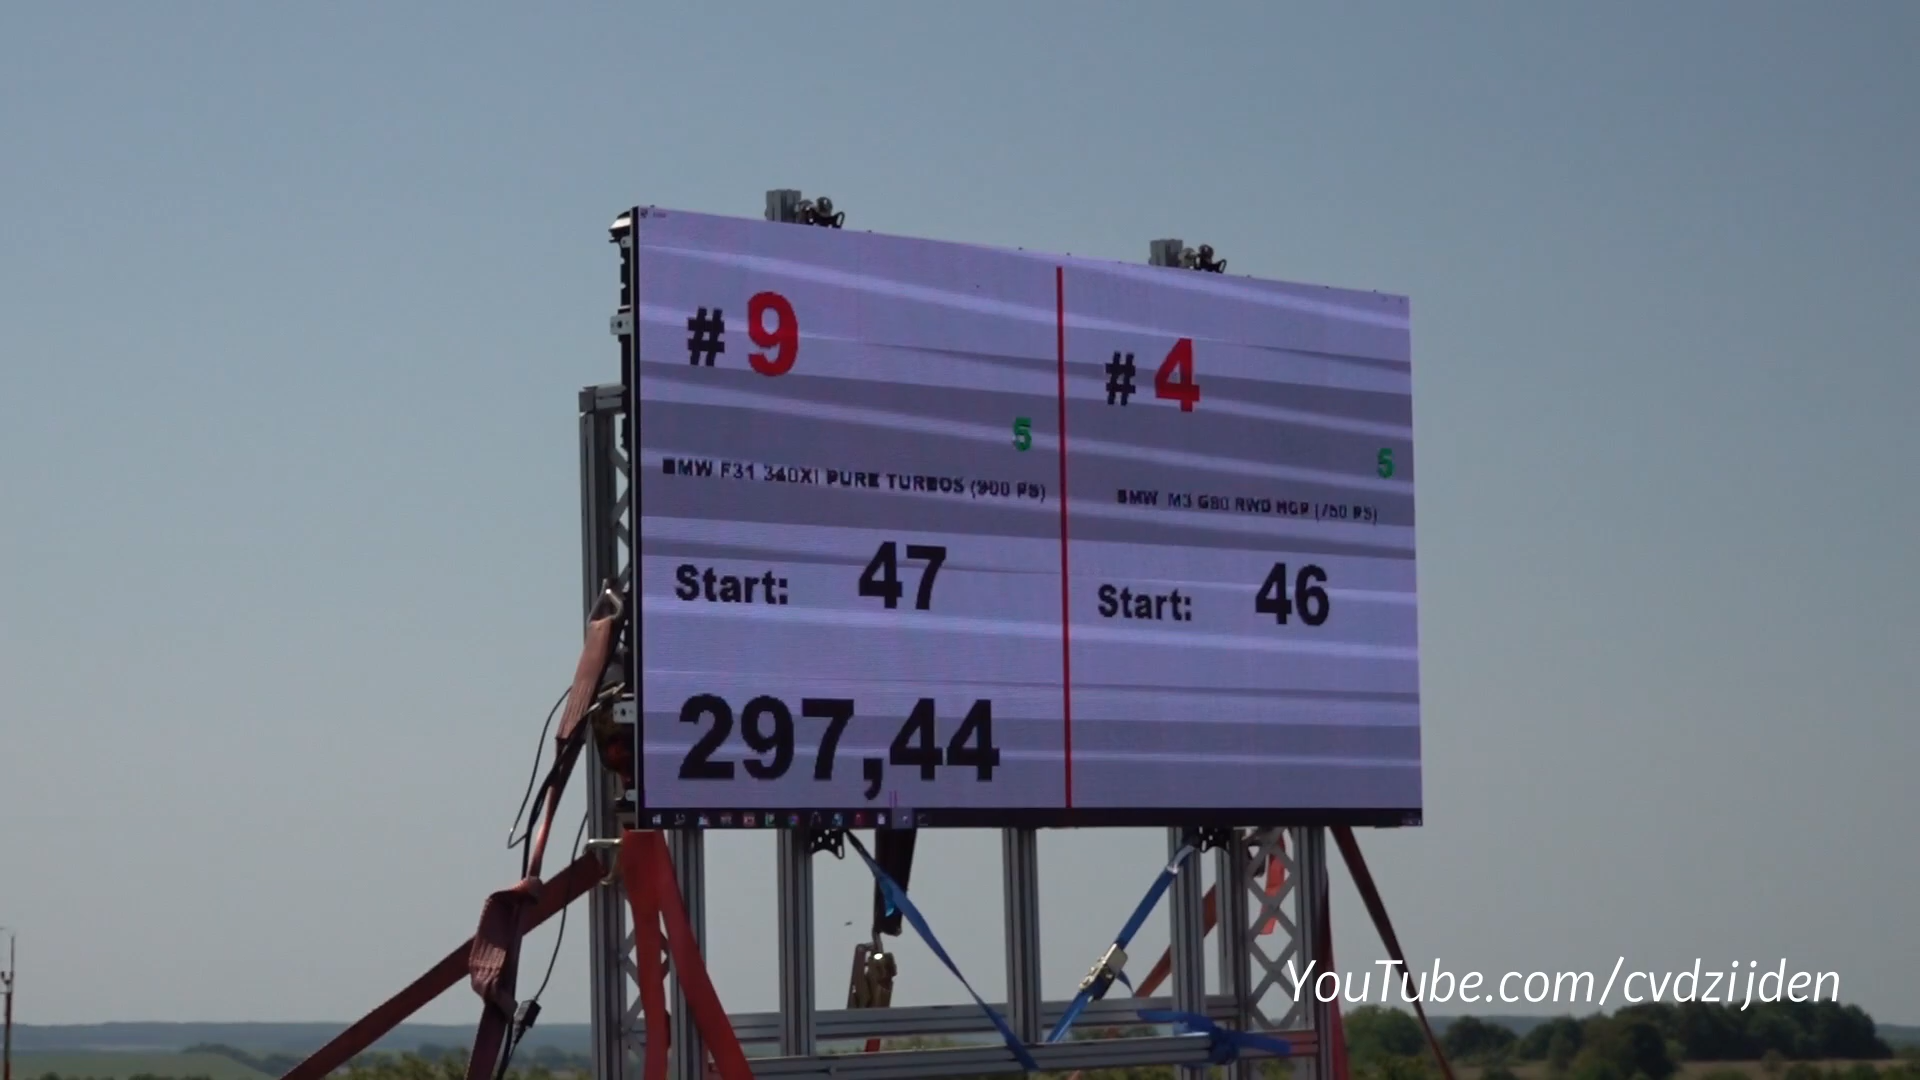 # 9
5
BMW F31 340XI PURE TURBOS (900 PS)
Start: 47
297,44
# 4
5
BMW M3 G80 RWD HGP (750 PS)
Start: 46
YouTube.com/cvdzijden